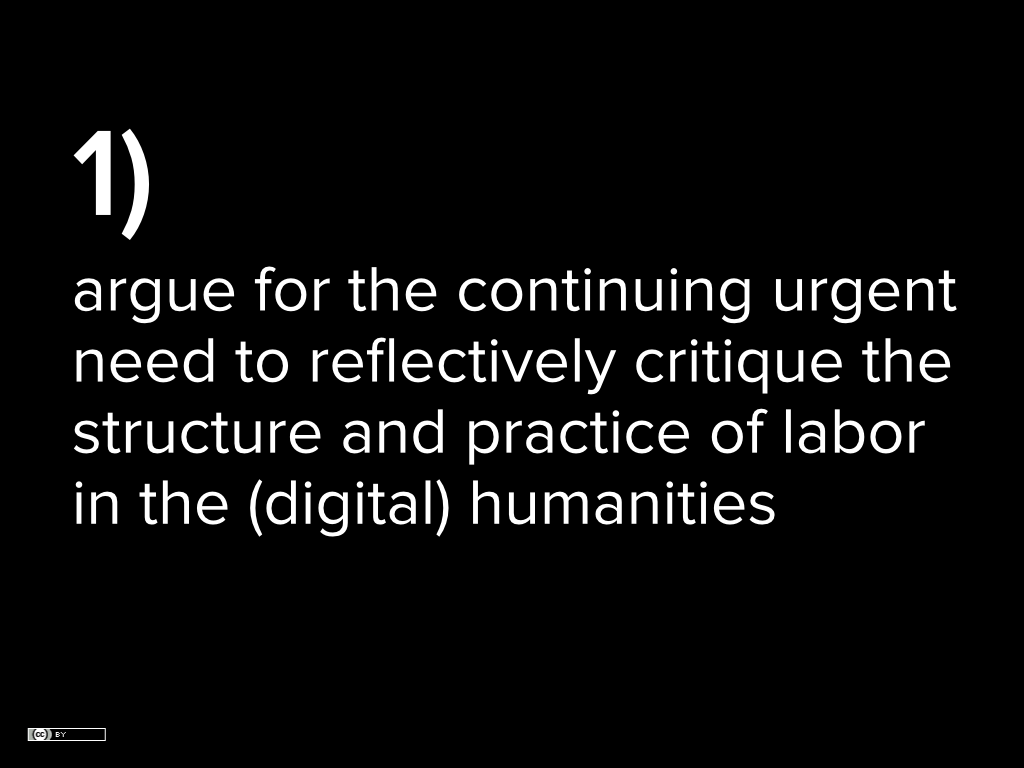 1)
argue for the continuing urgent
need to reflectively critique the
structure and practice of labor
in the (digital) humanities
cc BY